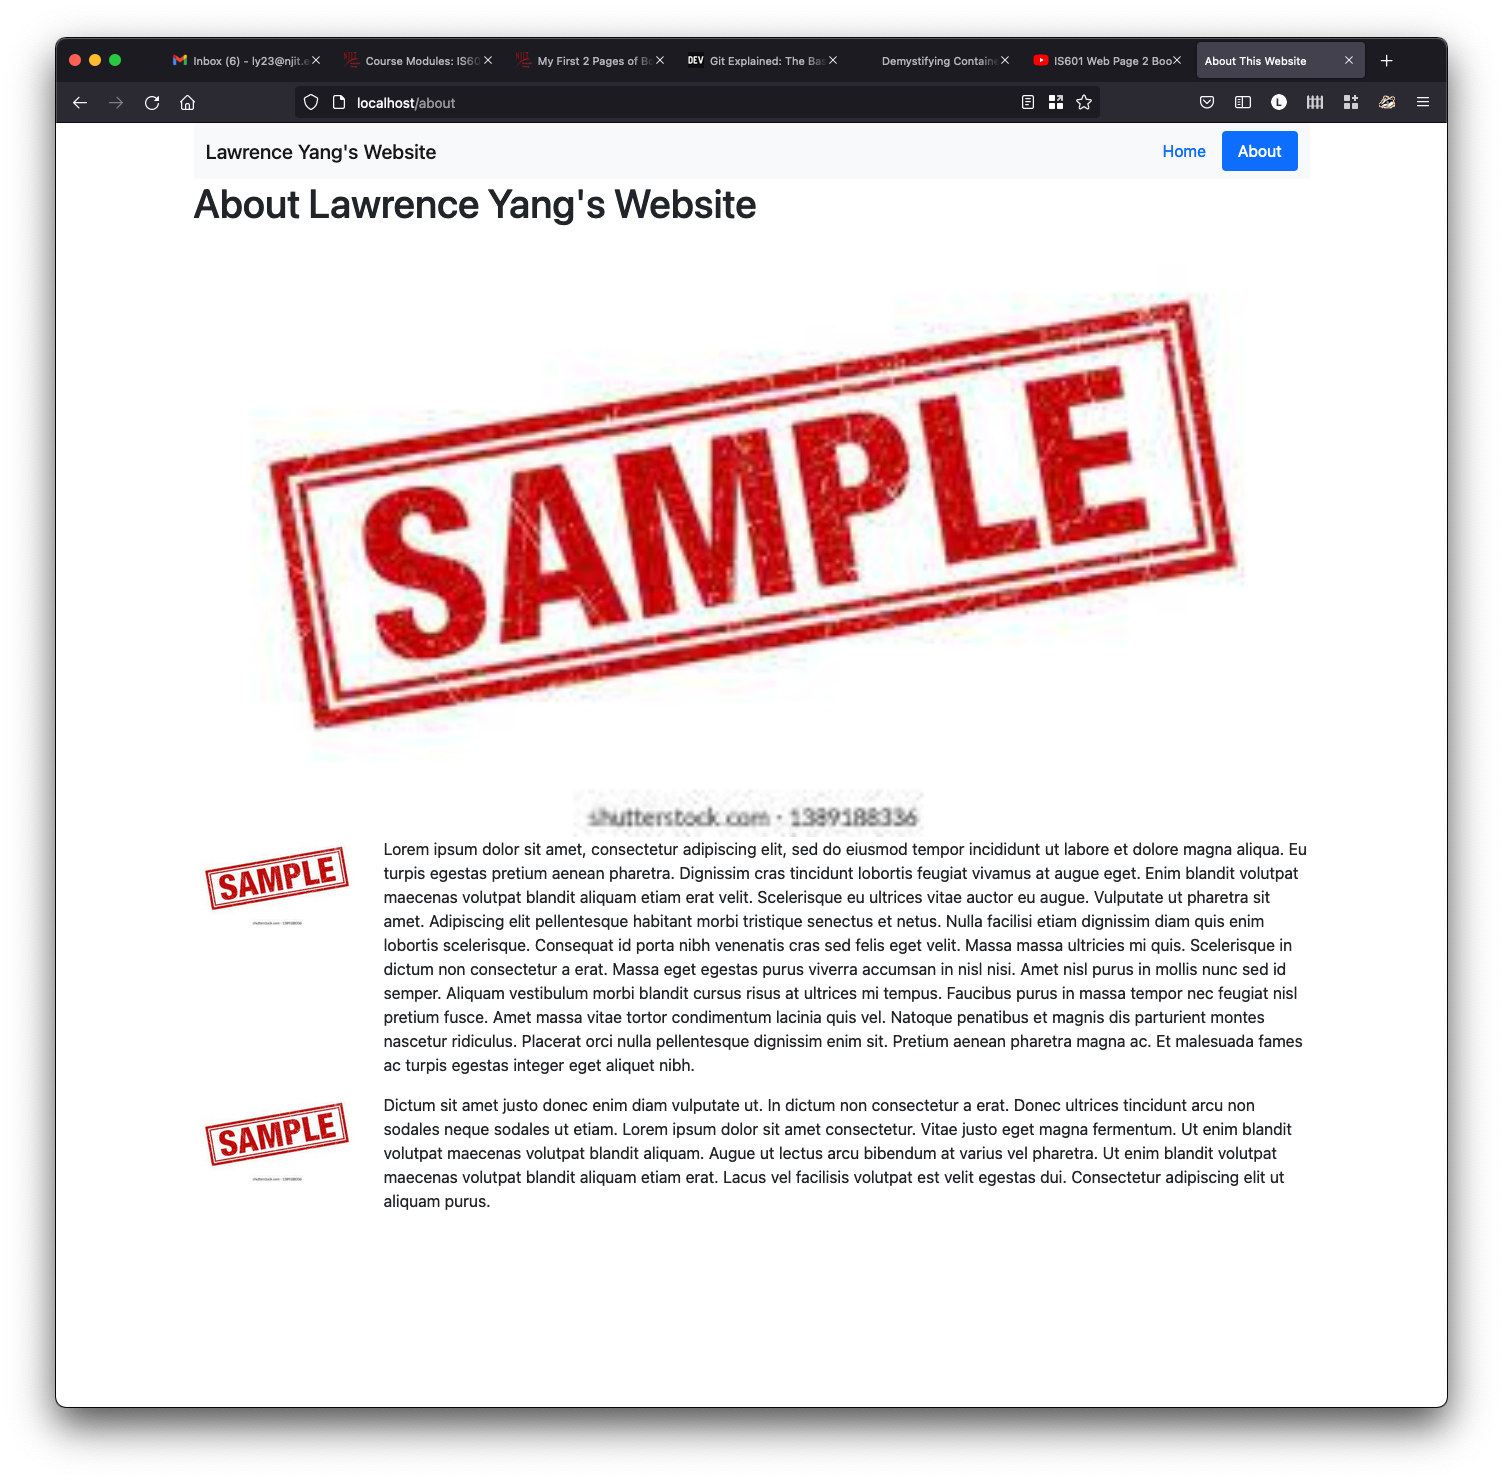 Inbox (6) - ly23@njit.e
Course Modules: IS60
My First 2 Pages of Bo
DEV Git Explained: The Bas
Demystifying Containe
IS601 Web Page 2 Boo
About This Website
localhost/about
L
Lawrence Yang's Website
Home
About
About Lawrence Yang's Website
SAMPLE
shutterstock.com · 1389188336
SAMPLE
shutterstock.com · 1389188336
Lorem ipsum dolor sit amet, consectetur adipiscing elit, sed do eiusmod tempor incididunt ut labore et dolore magna aliqua. Eu
turpis egestas pretium aenean pharetra. Dignissim cras tincidunt lobortis feugiat vivamus at augue eget. Enim blandit volutpat
maecenas volutpat blandit aliquam etiam erat velit. Scelerisque eu ultrices vitae auctor eu augue. Vulputate ut pharetra sit
amet. Adipiscing elit pellentesque habitant morbi tristique senectus et netus. Nulla facilisi etiam dignissim diam quis enim
lobortis scelerisque. Consequat id porta nibh venenatis cras sed felis eget velit. Massa massa ultricies mi quis. Scelerisque in
dictum non consectetur a erat. Massa eget egestas purus viverra accumsan in nisl nisi. Amet nisl purus in mollis nunc sed id
semper. Aliquam vestibulum morbi blandit cursus risus at ultrices mi tempus. Faucibus purus in massa tempor nec feugiat nisl
pretium fusce. Amet massa vitae tortor condimentum lacinia quis vel. Natoque penatibus et magnis dis parturient montes
nascetur ridiculus. Placerat orci nulla pellentesque dignissim enim sit. Pretium aenean pharetra magna ac. Et malesuada fames
ac turpis egestas integer eget aliquet nibh.
SAMPLE
shutterstock.com · 1389188336
Dictum sit amet justo donec enim diam vulputate ut. In dictum non consectetur a erat. Donec ultrices tincidunt arcu non
sodales neque sodales ut etiam. Lorem ipsum dolor sit amet consectetur. Vitae justo eget magna fermentum. Ut enim blandit
volutpat maecenas volutpat blandit aliquam. Augue ut lectus arcu bibendum at varius vel pharetra. Ut enim blandit volutpat
maecenas volutpat blandit aliquam etiam erat. Lacus vel facilisis volutpat est velit egestas dui. Consectetur adipiscing elit ut
aliquam purus.